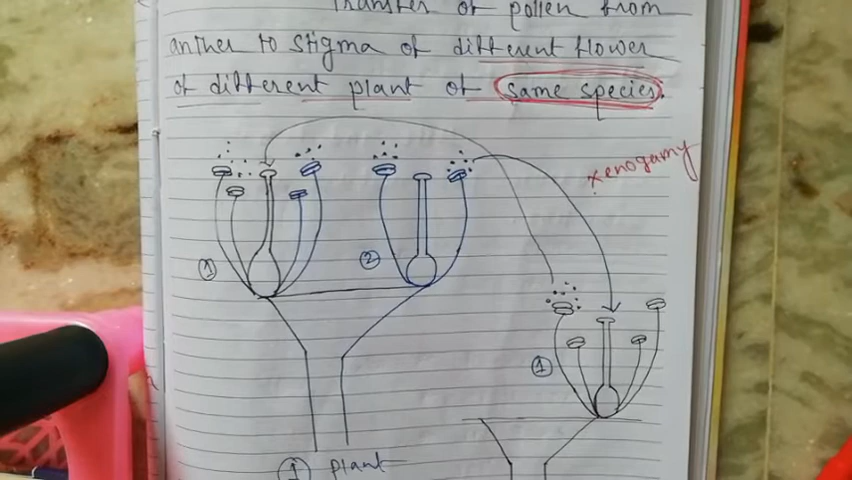 Transfer of pollen from
anther to stigma of different flower
of different plant of same species.
xenogamy
1
2
1
1 plant